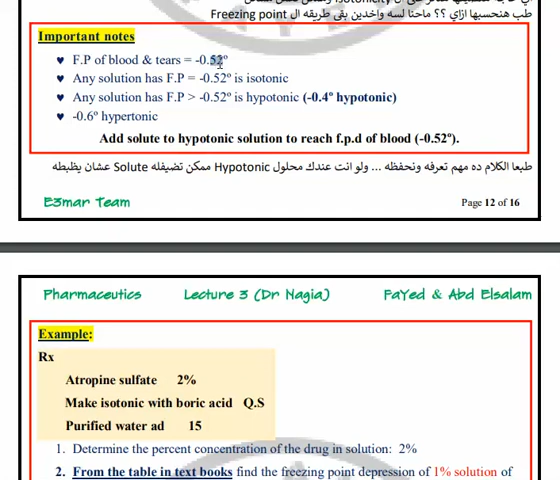 طب هنحسبها ازاي ؟؟ ماحنا لسه واخدين بقى طريقه ال Freezing point
Important notes
♥ F.P of blood & tears = -0.52º
♥ Any solution has F.P = -0.52º is isotonic
♥ Any solution has F.P > -0.52º is hypotonic (-0.4º hypotonic)
♥ -0.6º hypertonic
Add solute to hypotonic solution to reach f.p.d of blood (-0.52º).
طبعا الكلام ده مهم تعرفه ونحفظه ... ولو انت عندك محلول Hypotonic ممكن تضيفله Solute عشان يظبطه
E3mar Team Page 12 of 16
Pharmaceutics Lecture 3 (Dr Nagia) FaYed & Abd Elsalam
Example:
Rx
Atropine sulfate 2%
Make isotonic with boric acid Q.S
Purified water ad 15
1. Determine the percent concentration of the drug in solution: 2%
2. From the table in text books find the freezing point depression of 1% solution of